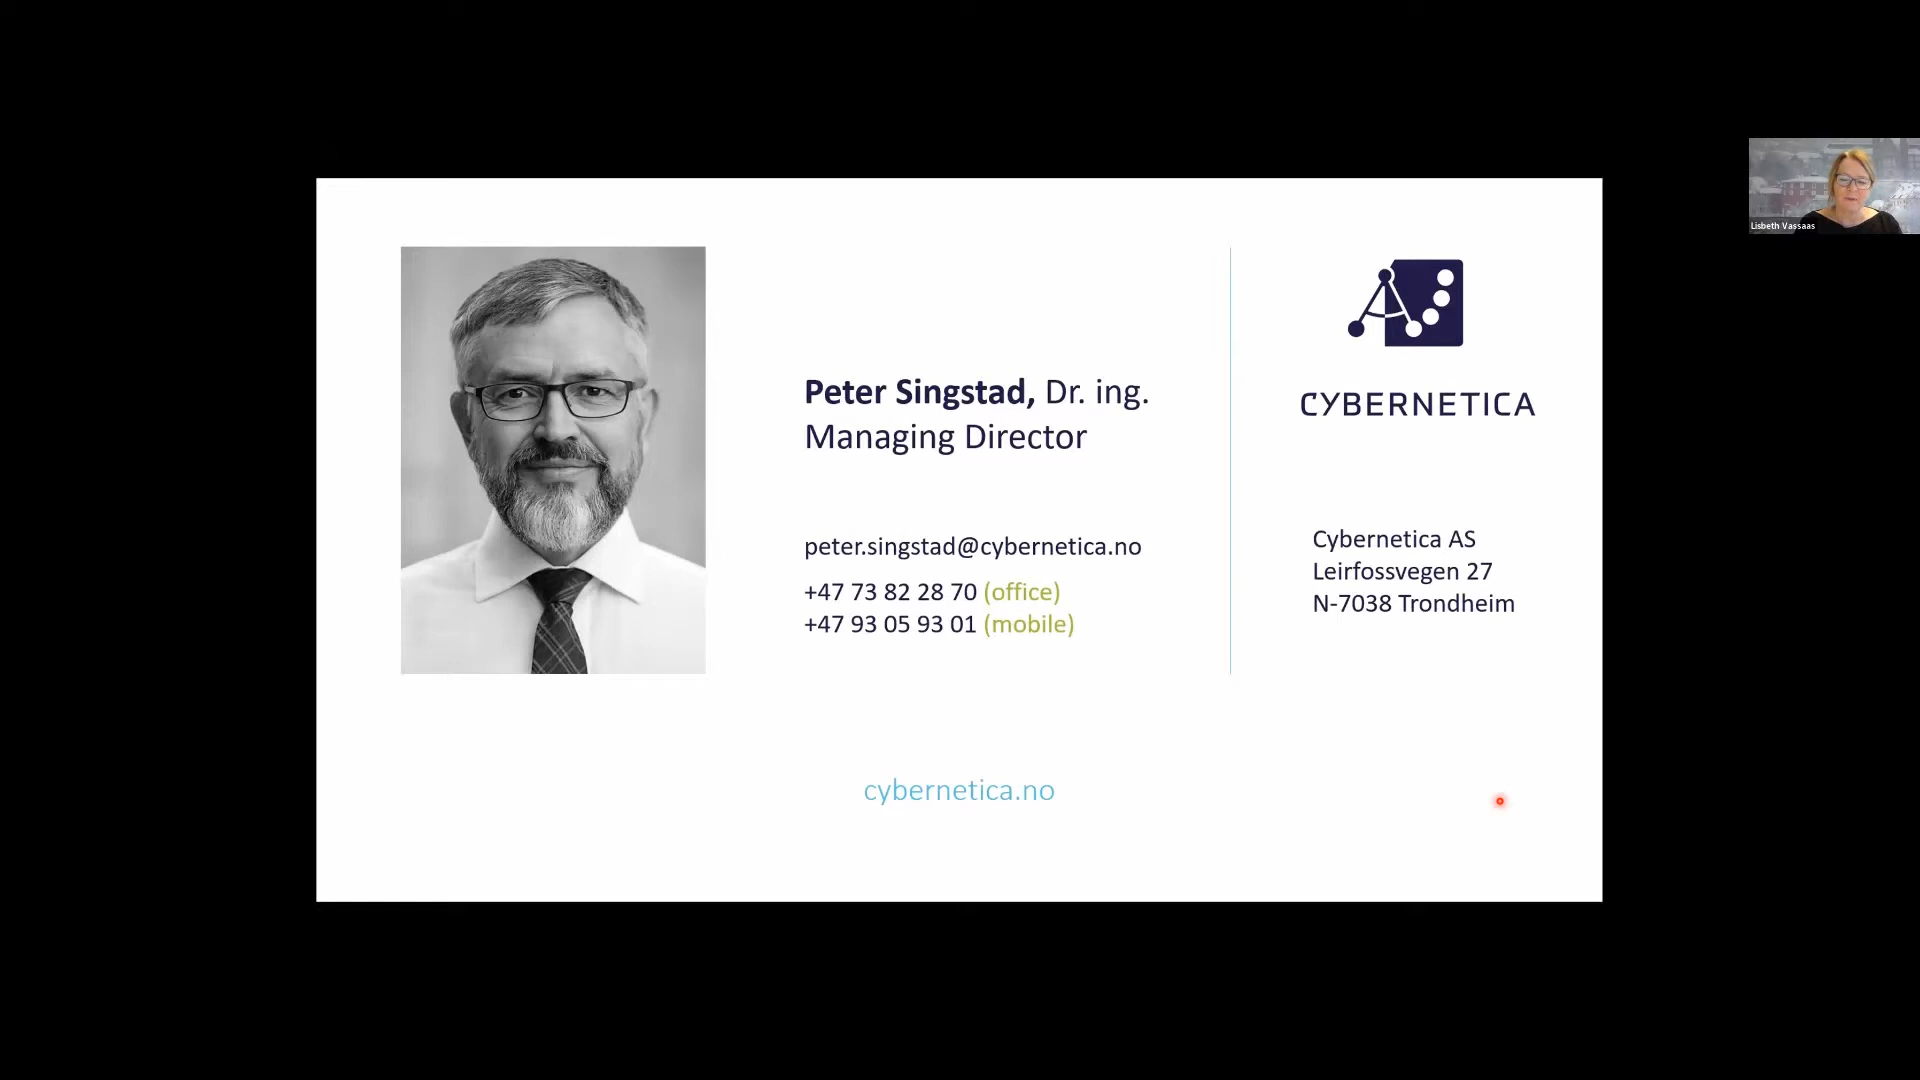 Peter Singstad, Dr. ing.
Managing Director
peter.singstad@cybernetica.no
+47 73 82 28 70 (office)
+47 93 05 93 01 (mobile)
CYBERNETICA
Cybernetica AS
Leirfossvegen 27
N-7038 Trondheim
cybernetica.no
Lisbeth Vassaas